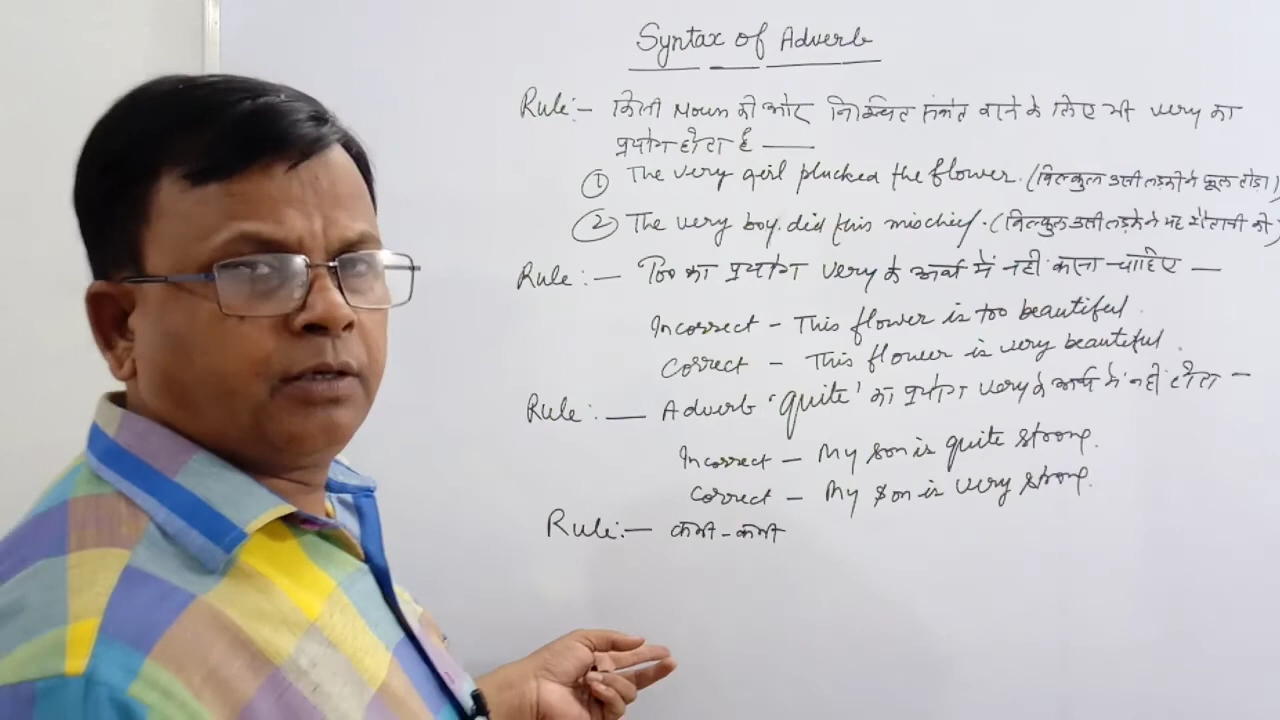 Syntax of Adverb
Rule:- किसी Noun की ओर निश्चित संकेत करने के लिए भी very का
प्रयोग होता है —
① The very girl plucked the flower. (बिल्कुल उसी लड़की ने फूल तोड़ा)
② The very boy did this mischief. (बिल्कुल उसी लड़के ने यह शैतानी की)
Rule:- Too का प्रयोग very के अर्थ में नहीं करना चाहिए —
Incorrect - This flower is too beautiful.
Correct - This flower is very beautiful.
Rule:— Adverb 'quite' का प्रयोग very के अर्थ में नहीं होता -
Incorrect - My son is quite strong.
Correct - My son is very strong.
Rule:- कभी-कभी